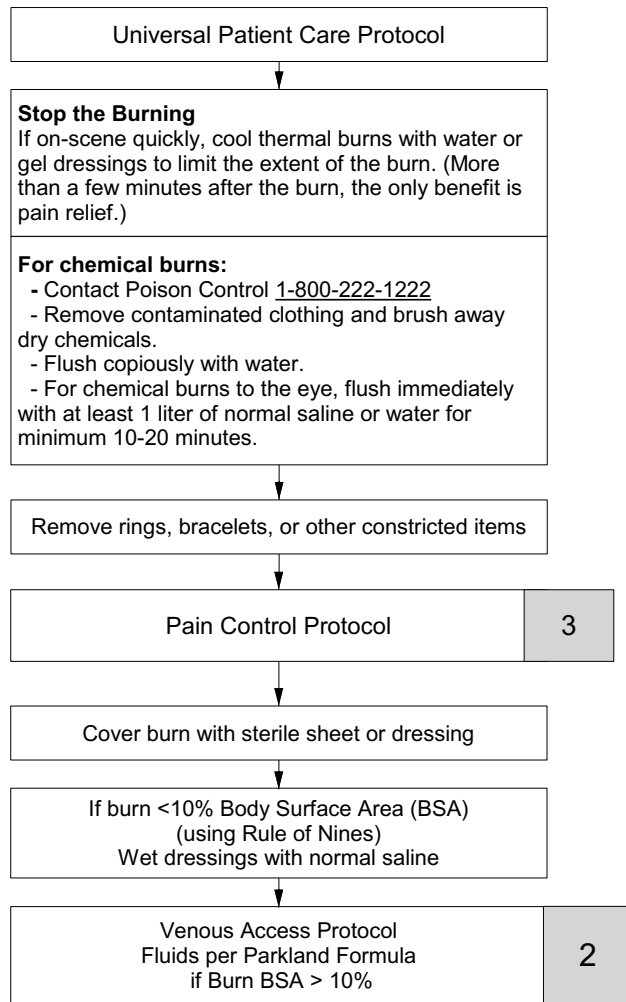 Universal Patient Care Protocol
Stop the Burning
If on-scene quickly, cool thermal burns with water or
gel dressings to limit the extent of the burn. (More
than a few minutes after the burn, the only benefit is
pain relief.)
For chemical burns:
- Contact Poison Control 1-800-222-1222
- Remove contaminated clothing and brush away
dry chemicals.
- Flush copiously with water.
- For chemical burns to the eye, flush immediately
with at least 1 liter of normal saline or water for
minimum 10-20 minutes.
Remove rings, bracelets, or other constricted items
Pain Control Protocol
3
Cover burn with sterile sheet or dressing
If burn <10% Body Surface Area (BSA)
(using Rule of Nines)
Wet dressings with normal saline
Venous Access Protocol
Fluids per Parkland Formula
if Burn BSA > 10%
2